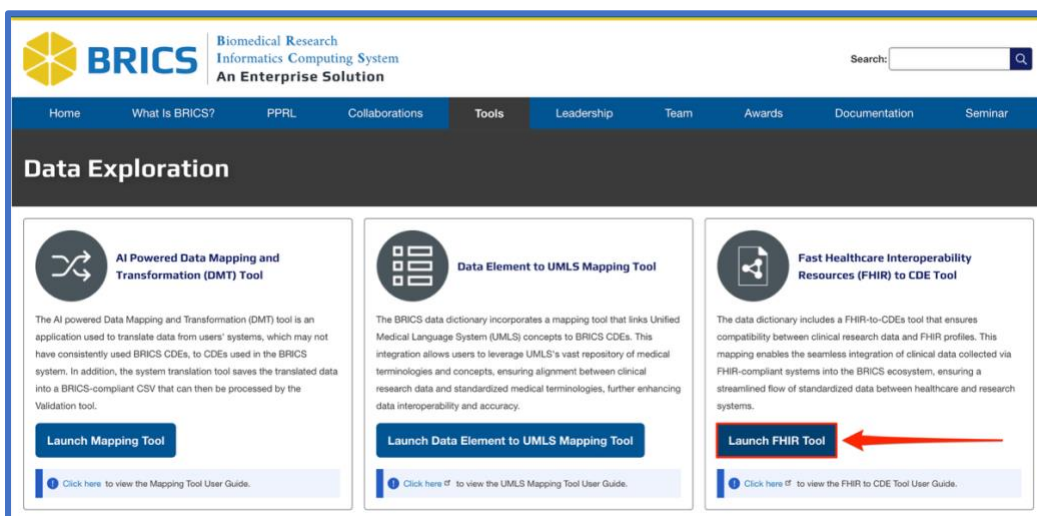 BRICS
Biomedical Research
Informatics Computing System
An Enterprise Solution
Search:
Home What Is BRICS? PPRL Collaborations Tools Leadership Team Awards Documentation Seminar
Data Exploration
AI Powered Data Mapping and
Transformation (DMT) Tool
The AI powered Data Mapping and Transformation (DMT) tool is an
application used to translate data from users' systems, which may not
have consistently used BRICS CDEs, to CDEs used in the BRICS
system. In addition, the system translation tool saves the translated data
into a BRICS-compliant CSV that can then be processed by the
Validation tool.
Launch Mapping Tool
Click here to view the Mapping Tool User Guide.
Data Element to UMLS Mapping Tool
The BRICS data dictionary incorporates a mapping tool that links Unified
Medical Language System (UMLS) concepts to BRICS CDEs. This
integration allows users to leverage UMLS's vast repository of medical
terminologies and concepts, ensuring alignment between clinical
research data and standardized medical terminologies, further enhancing
data interoperability and accuracy.
Launch Data Element to UMLS Mapping Tool
Click here to view the UMLS Mapping Tool User Guide.
Fast Healthcare Interoperability
Resources (FHIR) to CDE Tool
The data dictionary includes a FHIR-to-CDEs tool that ensures
compatibility between clinical research data and FHIR profiles. This
mapping enables the seamless integration of clinical data collected via
FHIR-compliant systems into the BRICS ecosystem, ensuring a
streamlined flow of standardized data between healthcare and research
systems.
Launch FHIR Tool
Click here to view the FHIR to CDE Tool User Guide.